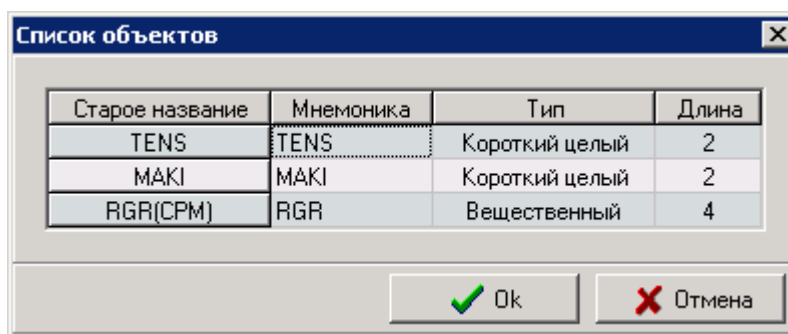 Список объектов
Старое название Мнемоника Тип Длина
TENS TENS Короткий целый 2
MAKI MAKI Короткий целый 2
RGR(CPM) RGR Вещественный 4
Ok Отмена